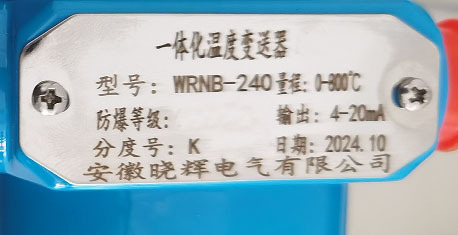 一体化温度变送器
型号: WRNB-240 量程: 0-800℃
防爆等级: 输出: 4-20mA
分度号: K 日期: 2024.10
安徽晓辉电气有限公司